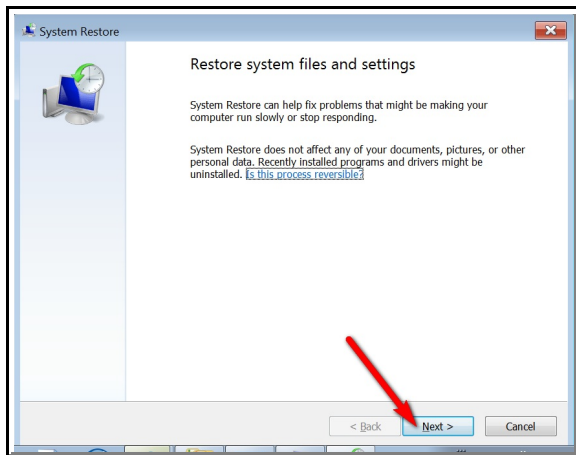 System Restore
Restore system files and settings
System Restore can help fix problems that might be making your
computer run slowly or stop responding.
System Restore does not affect any of your documents, pictures, or other
personal data. Recently installed programs and drivers might be
uninstalled. Is this process reversible?
< Back
Next >
Cancel